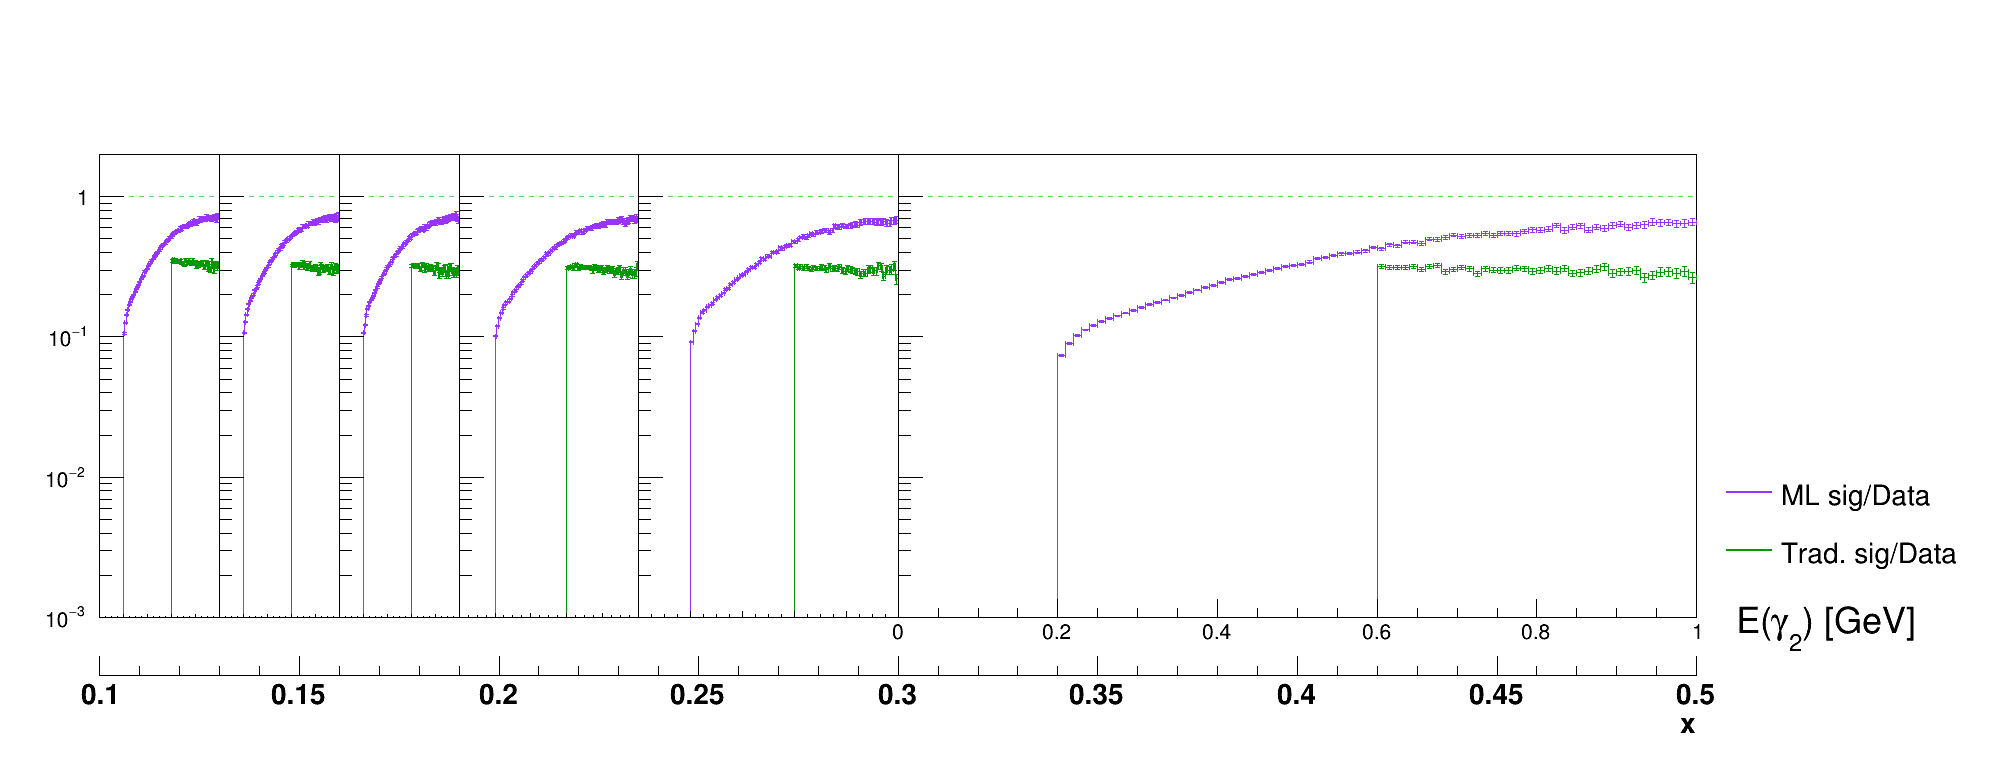 1
10⁻¹
10⁻²
10⁻³
0 0.2 0.4 0.6 0.8 1
ML sig/Data
Trad. sig/Data
E(γ₂) [GeV]
0.1 0.15 0.2 0.25 0.3 0.35 0.4 0.45 0.5
x